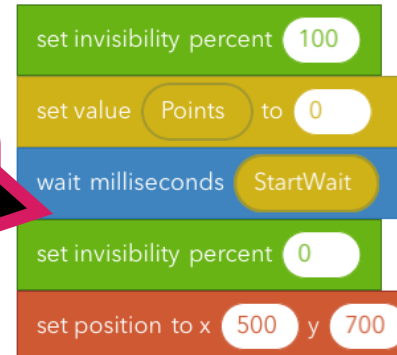 set invisibility percent 100
set value Points to 0
wait milliseconds StartWait
set invisibility percent 0
set position to x 500 y 700